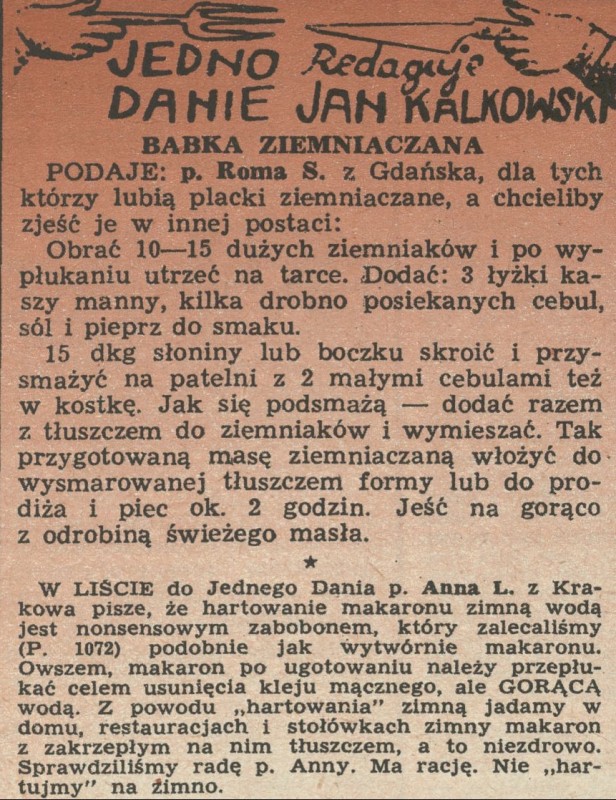 JEDNO Redaguje
DANIE JAN KALKOWSKI
BABKA ZIEMNIACZANA
PODAJE: p. Roma S. z Gdańska, dla tych
którzy lubią placki ziemniaczane, a chcieliby
zjeść je w innej postaci:
Obrać 10—15 dużych ziemniaków i po wy-
płukaniu utrzeć na tarce. Dodać: 3 łyżki ka-
szy manny, kilka drobno posiekanych cebul,
sól i pieprz do smaku.
15 dkg słoniny lub boczku skroić i przy-
smażyć na patelni z 2 małymi cebulami też
w kostkę. Jak się podsmażą — dodać razem
z tłuszczem do ziemniaków i wymieszać. Tak
przygotowaną masę ziemniaczaną włożyć do
wysmarowanej tłuszczem formy lub do pro-
diża i piec ok. 2 godzin. Jeść na gorąco
z odrobiną świeżego masła.
★
W LIŚCIE do Jednego Dania p. Anna L. z Kra-
kowa pisze, że hartowanie makaronu zimną wodą
jest nonsensowym zabobonem, który zalecaliśmy
(P. 1072) podobnie jak wytwórnie makaronu.
Owszem, makaron po ugotowaniu należy przepłu-
kać celem usunięcia kleju mącznego, ale GORĄCĄ
wodą. Z powodu „hartowania" zimną jadamy w
domu, restauracjach i stołówkach zimny makaron
z zakrzepłym na nim tłuszczem, a to niezdrowo.
Sprawdziliśmy radę p. Anny. Ma rację. Nie „har-
tujmy" na zimno.